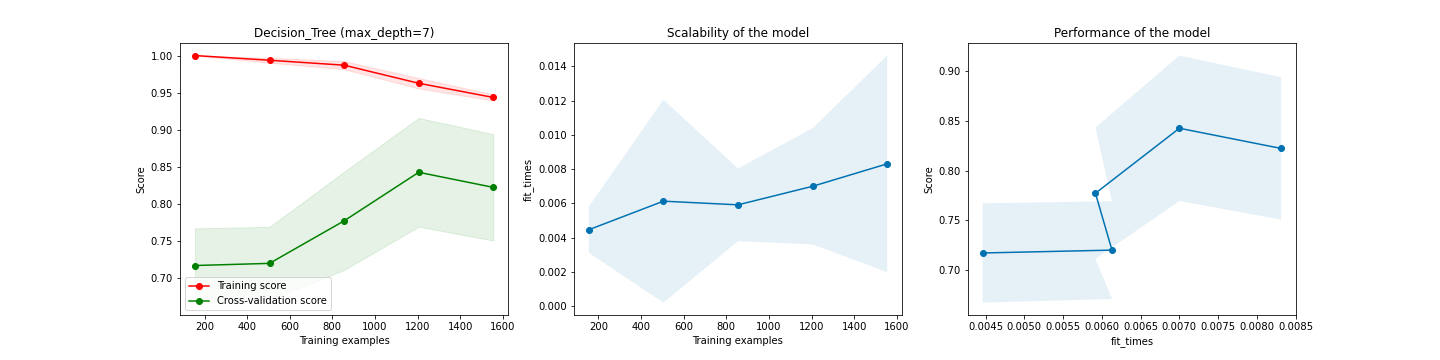 Decision_Tree (max_depth=7)
1.00
0.95
0.90
0.85
0.80
0.75
0.70
Score
Training score
Cross-validation score
200 400 600 800 1000 1200 1400 1600
Training examples
Scalability of the model
0.014
0.012
0.010
0.008
0.006
0.004
0.002
0.000
fit_times
200 400 600 800 1000 1200 1400 1600
Training examples
Performance of the model
0.90
0.85
0.80
0.75
0.70
Score
0.0045 0.0050 0.0055 0.0060 0.0065 0.0070 0.0075 0.0080 0.0085
fit_times